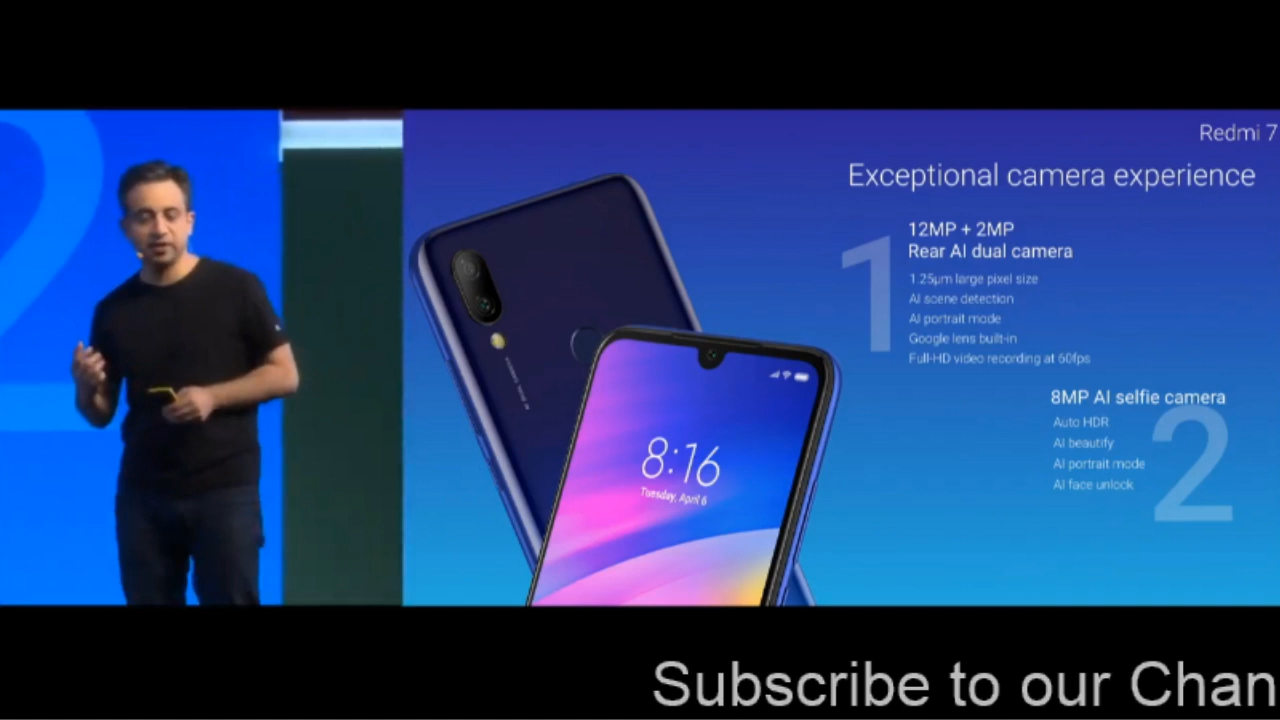 Redmi 7
Exceptional camera experience
1
12MP + 2MP
Rear AI dual camera
1.25μm large pixel size
AI scene detection
AI portrait mode
Google lens built-in
Full-HD video recording at 60fps
2
8MP AI selfie camera
Auto HDR
AI beautify
AI portrait mode
AI face unlock
8:16
Tuesday, April 6
2
Subscribe to our Chan